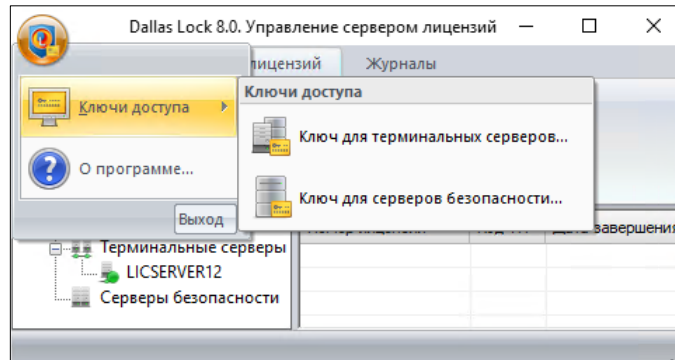 Dallas Lock 8.0. Управление сервером лицензий
лицензий
Журналы
Ключи доступа
Ключи доступа
Ключ для терминальных серверов...
О программе...
Ключ для серверов безопасности...
Выход
завершения
Терминальные серверы
LICSERVER12
Серверы безопасности